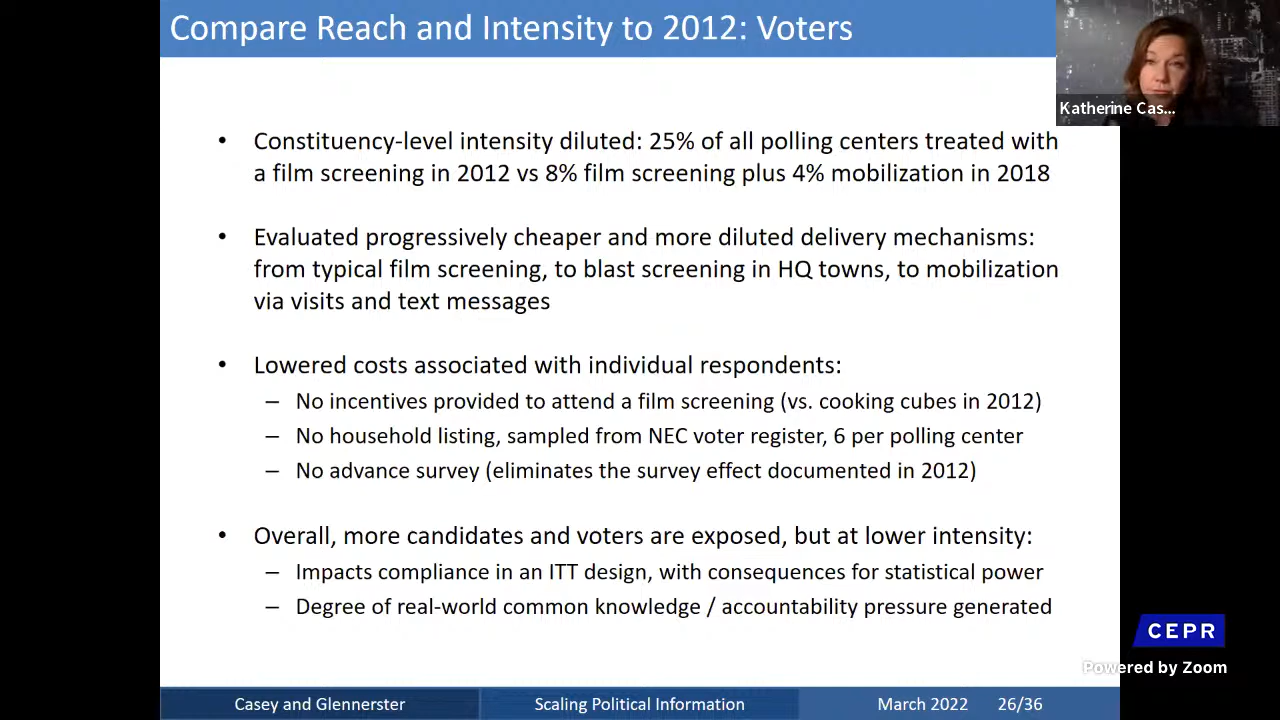 Compare Reach and Intensity to 2012: Voters
Katherine Cas...
• Constituency-level intensity diluted: 25% of all polling centers treated with
a film screening in 2012 vs 8% film screening plus 4% mobilization in 2018
• Evaluated progressively cheaper and more diluted delivery mechanisms:
from typical film screening, to blast screening in HQ towns, to mobilization
via visits and text messages
• Lowered costs associated with individual respondents:
– No incentives provided to attend a film screening (vs. cooking cubes in 2012)
– No household listing, sampled from NEC voter register, 6 per polling center
– No advance survey (eliminates the survey effect documented in 2012)
• Overall, more candidates and voters are exposed, but at lower intensity:
– Impacts compliance in an ITT design, with consequences for statistical power
– Degree of real-world common knowledge / accountability pressure generated
CEPR
Powered by Zoom
Casey and Glennerster
Scaling Political Information
March 2022 26/36